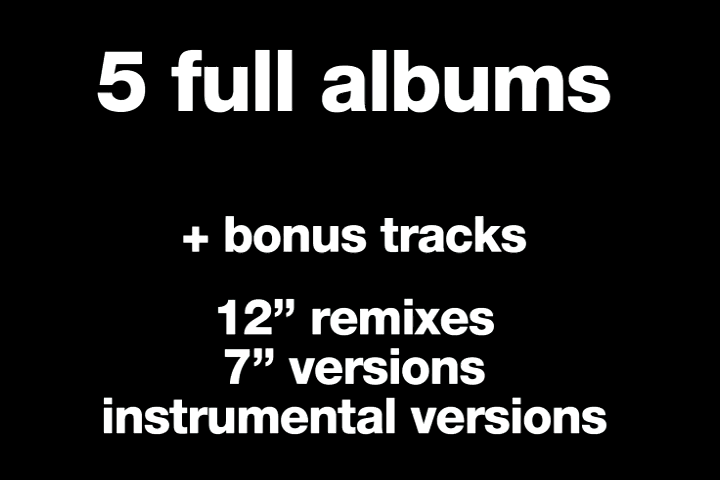 5 full albums
+ bonus tracks
12” remixes
7” versions
instrumental versions